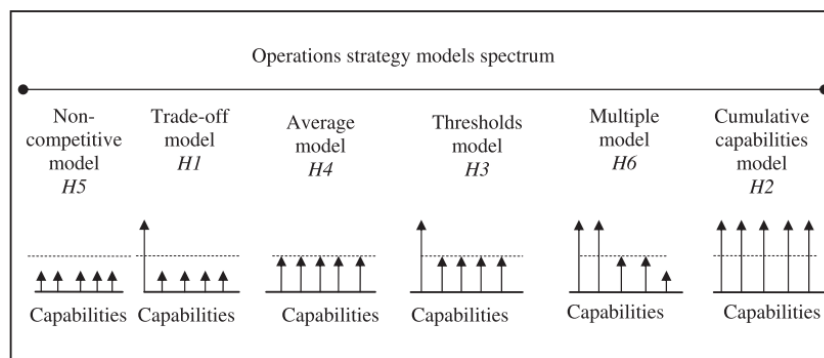 Operations strategy models spectrum
Non-
competitive
model
H5
Trade-off
model
H1
Average
model
H4
Thresholds
model
H3
Multiple
model
H6
Cumulative
capabilities
model
H2
Capabilities
Capabilities
Capabilities
Capabilities
Capabilities
Capabilities